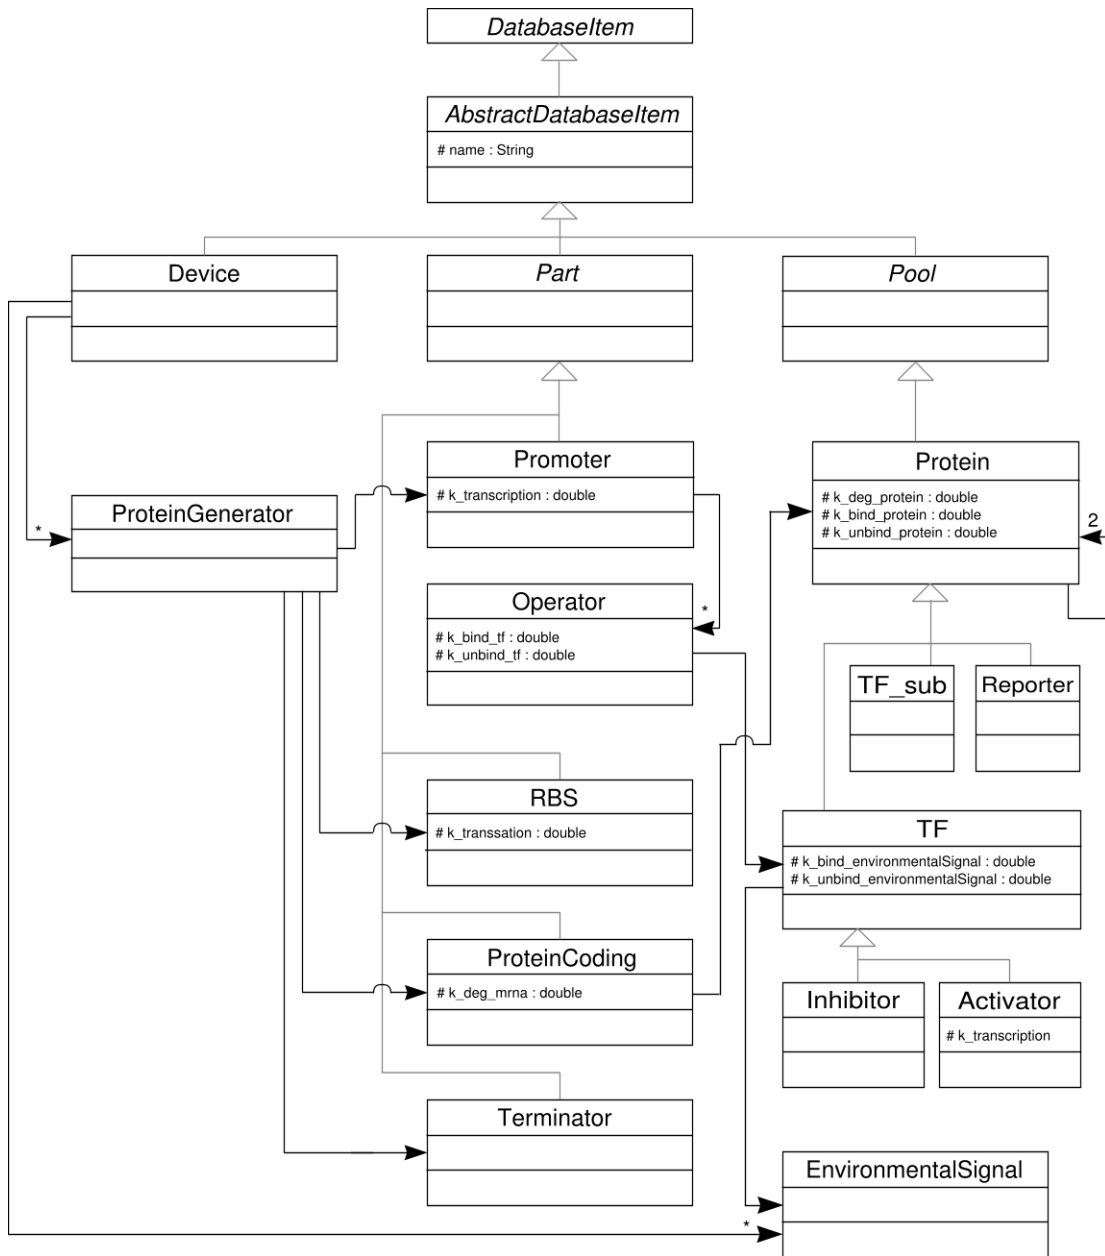 DatabaseItem
AbstractDatabaseItem
# name : String
Device
Part
Pool
Promoter
# k_transcription : double
Protein
# k_deg_protein : double
# k_bind_protein : double
# k_unbind_protein : double
2
ProteinGenerator
*
Operator
*
# k_bind_tf : double
# k_unbind_tf : double
TF_sub
Reporter
RBS
# k_transsation : double
TF
# k_bind_environmentalSignal : double
# k_unbind_environmentalSignal : double
ProteinCoding
# k_deg_mrna : double
Inhibitor
Activator
# k_transcription
Terminator
EnvironmentalSignal
*